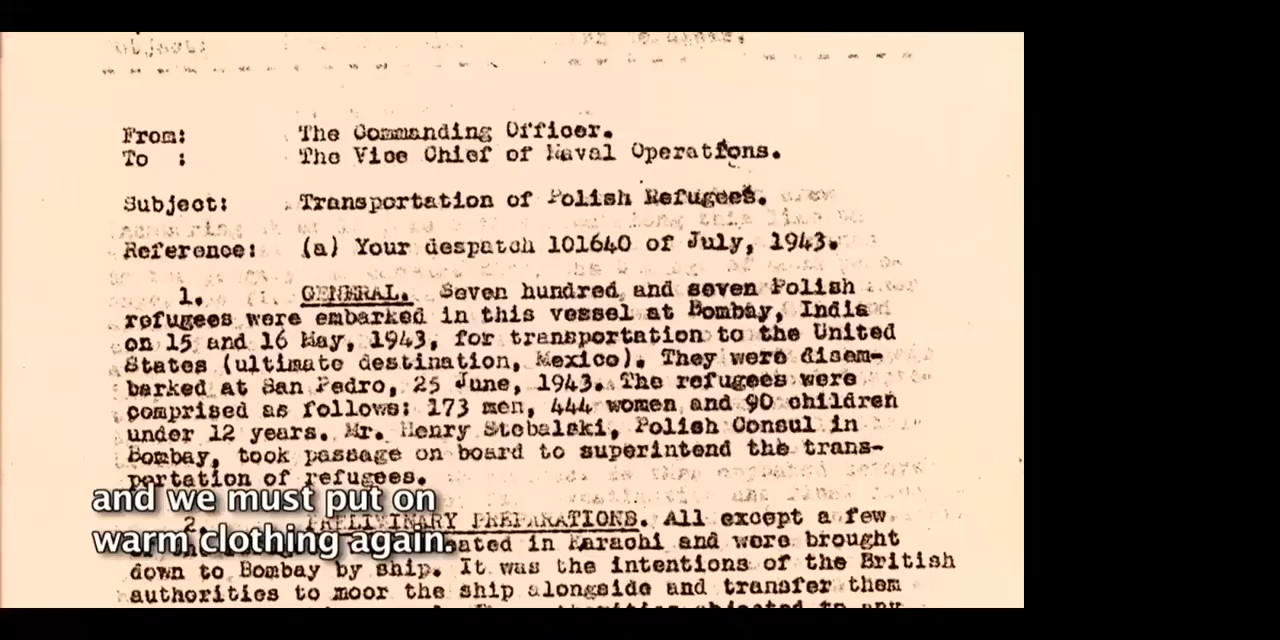 From: The Commanding Officer.
To : The Vice Chief of Naval Operations.
Subject: Transportation of Polish Refugees.
Reference: (a) Your despatch 101640 of July, 1943.
1. GENERAL. Seven hundred and seven Polish
refugees were embarked in this vessel at Bombay, India
on 15 and 16 May, 1943, for transportation to the United
States (ultimate destination, Mexico). They were disem-
barked at San Pedro, 25 June, 1943. The refugees were
comprised as follows: 173 men, 444 women and 90 children
under 12 years. Mr. Henry Stebalski, Polish Consul in
Bombay, took passage on board to superintend the trans-
portation of refugees.
and we must put on
2. PRELIMINARY PREPARATIONS. All except a few
warm clothing again.
in Karachi and were brought
down to Bombay by ship. It was the intentions of the British
authorities to moor the ship alongside and transfer them
objected to any